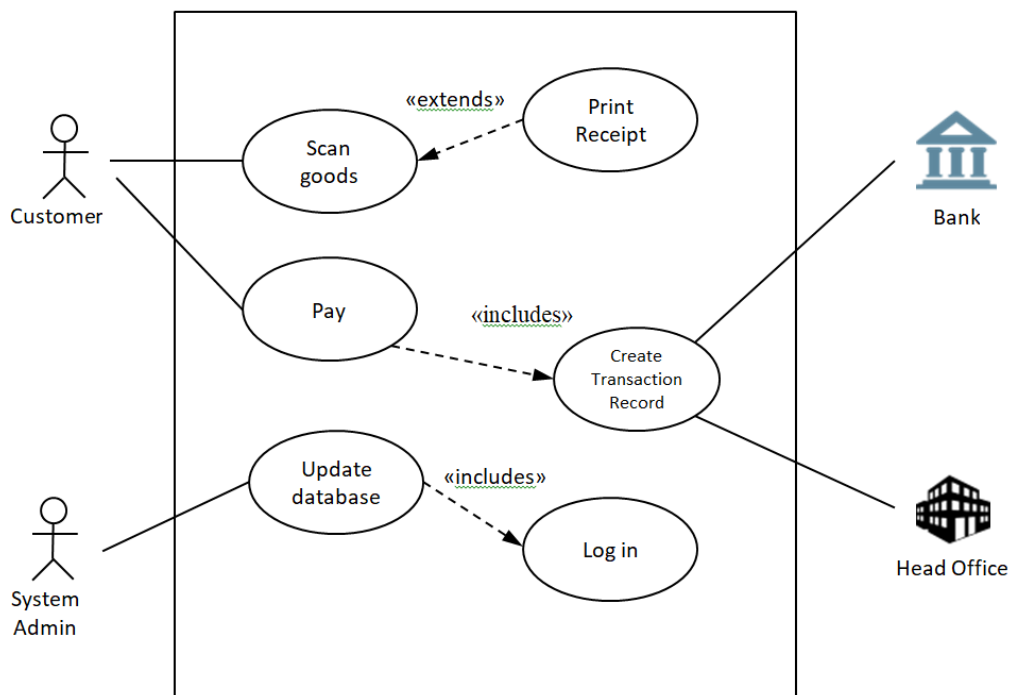 «extends»
Print
Receipt
Scan
goods
Customer
Bank
Pay
«includes»
Create
Transaction
Record
Update
database
«includes»
Log in
System
Admin
Head Office